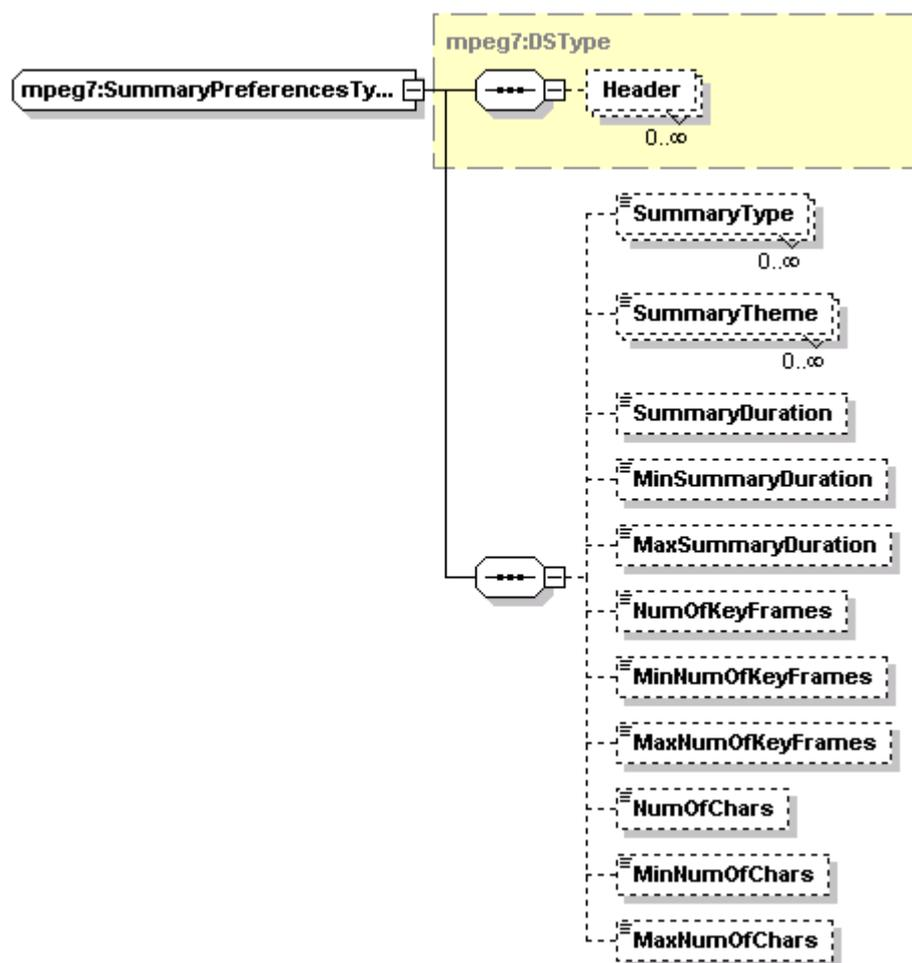 mpeg7:DSType
mpeg7:SummaryPreferencesTy...
Header
0..∞
SummaryType
0..∞
SummaryTheme
0..∞
SummaryDuration
MinSummaryDuration
MaxSummaryDuration
NumOfKeyFrames
MinNumOfKeyFrames
MaxNumOfKeyFrames
NumOfChars
MinNumOfChars
MaxNumOfChars